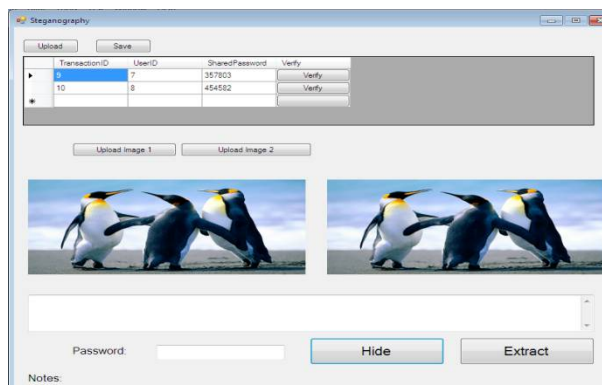 Steganography
Upload Save
TransactionID UserID SharedPassword Verify
9 7 357803 Verify
10 8 454582 Verify
Upload Image 1 Upload Image 2
Password: Hide Extract
Notes: